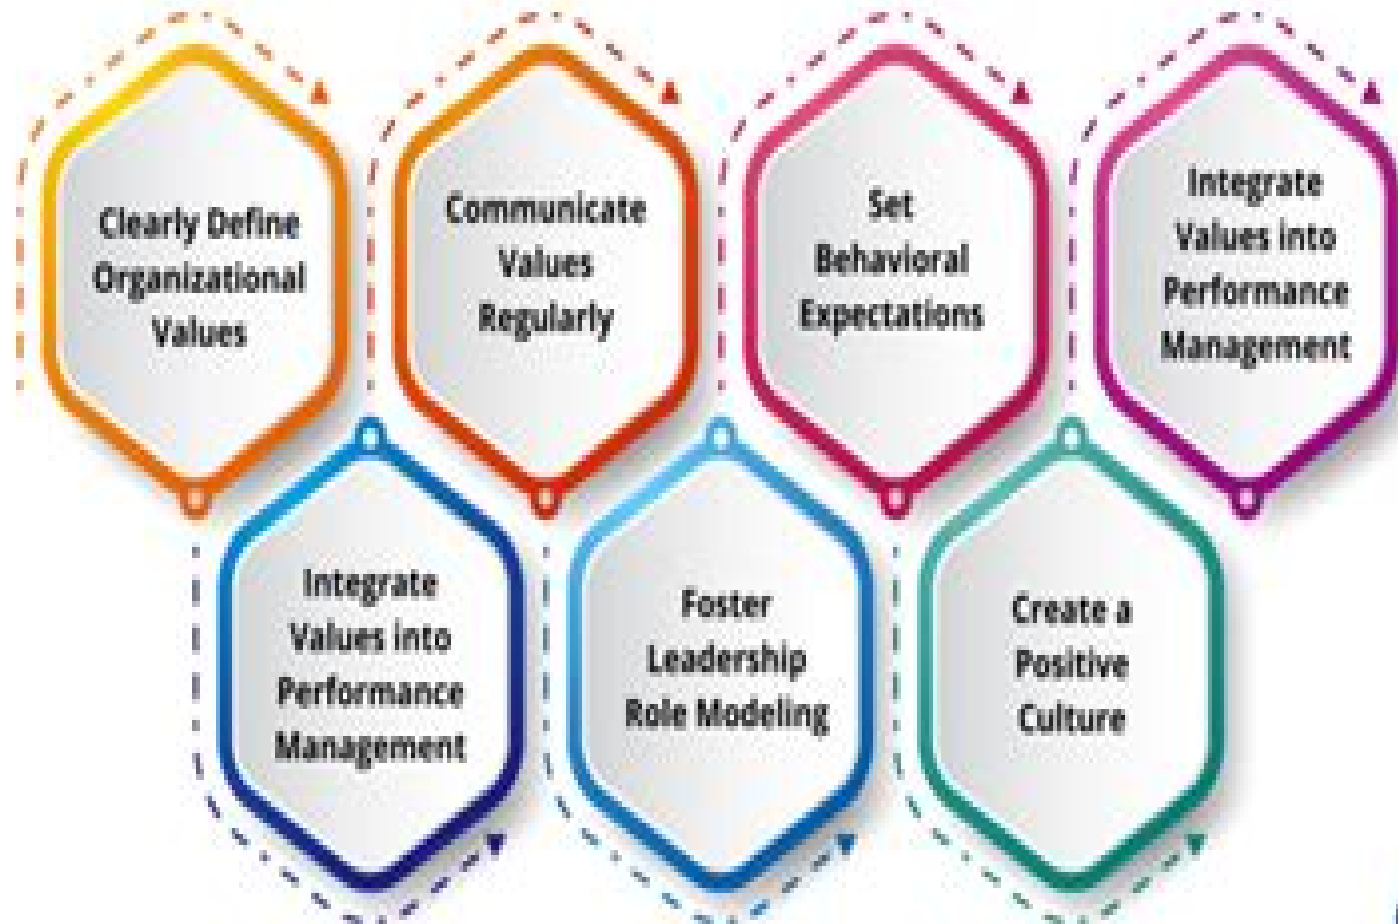 Clearly Define
Organizational
Values
Communicate
Values
Regularly
Set
Behavioral
Expectations
Integrate
Values into
Performance
Management
Integrate
Values into
Performance
Management
Foster
Leadership
Role Modeling
Create a
Positive
Culture